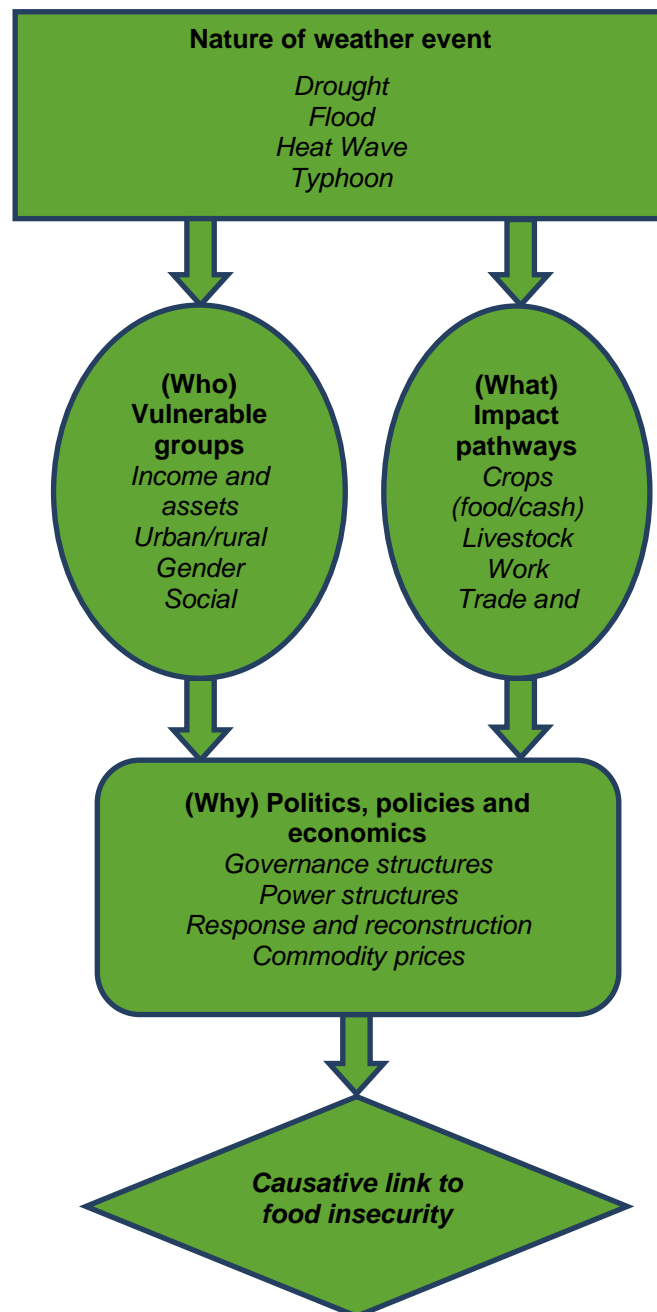 Nature of weather event
Drought
Flood
Heat Wave
Typhoon
(Who)
Vulnerable
groups
Income and
assets
Urban/rural
Gender
Social
(What)
Impact
pathways
Crops
(food/cash)
Livestock
Work
Trade and
(Why) Politics, policies and
economics
Governance structures
Power structures
Response and reconstruction
Commodity prices
Causative link to
food insecurity